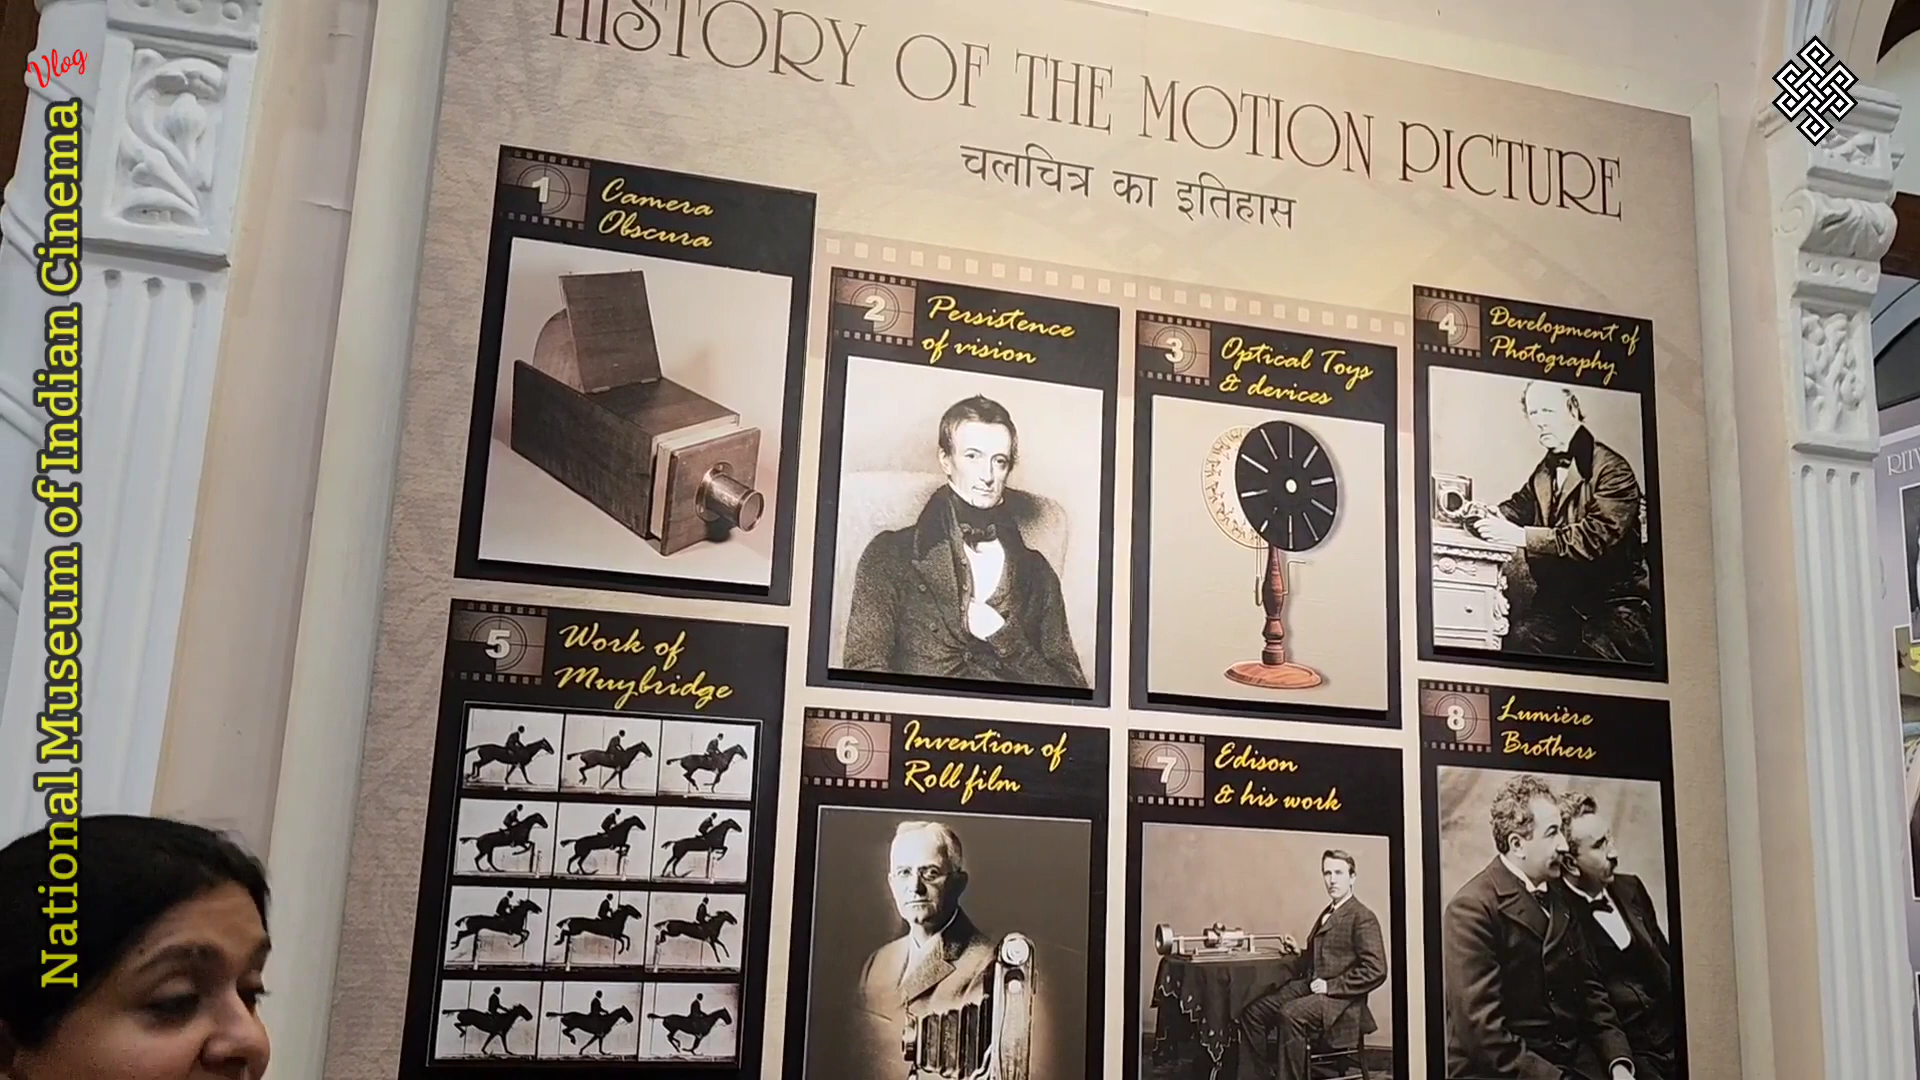 Vlog
National Museum of Indian Cinema
HISTORY OF THE MOTION PICTURE
चलचित्र का इतिहास
1
Camera
Obscura
2
Persistence
of vision
3
Optical Toys
& devices
4
Development of
Photography
5
Work of
Muybridge
6
Invention of
Roll film
7
Edison
& his work
8
Lumière
Brothers